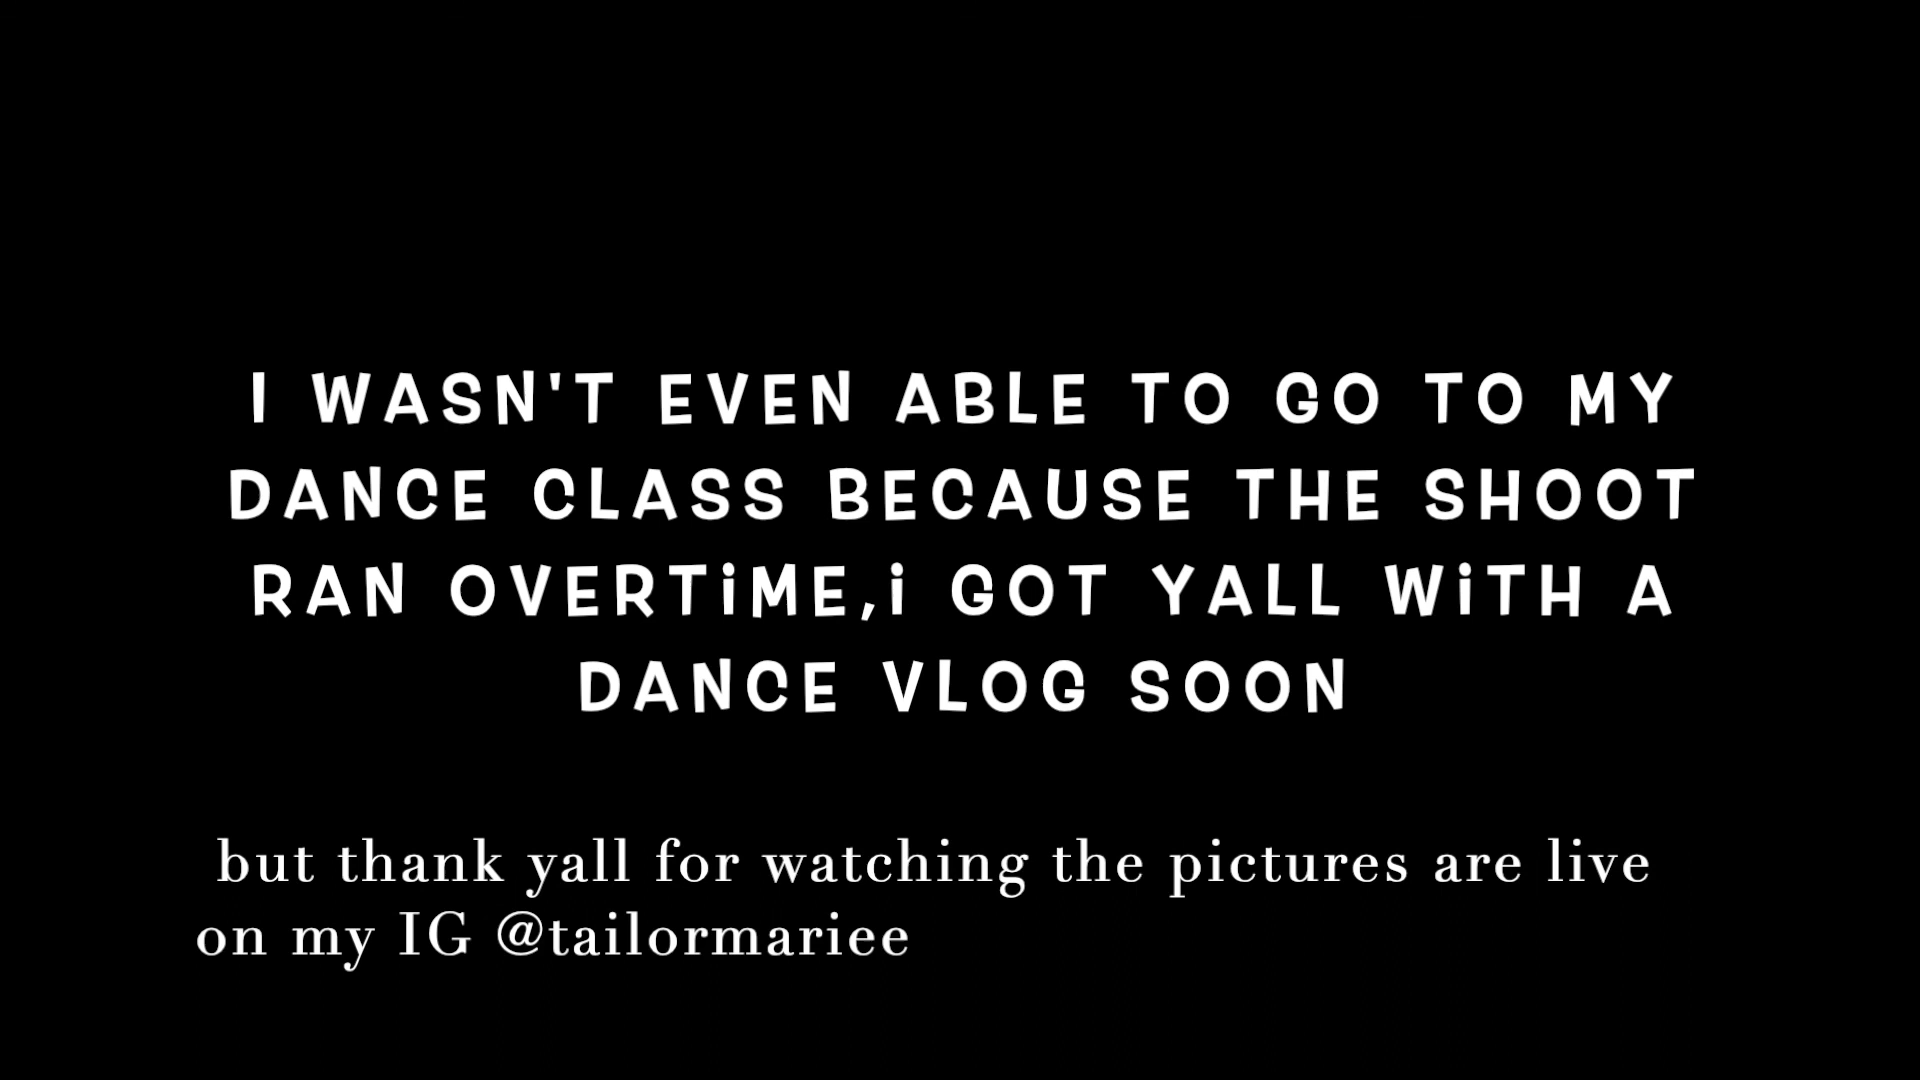 I WASN'T EVEN ABLE TO GO TO MY
DANCE CLASS BECAUSE THE SHOOT
RAN OVERTiME,i GOT YALL WiTH A
DANCE VLOG SOON
but thank yall for watching the pictures are live
on my IG @tailormariee